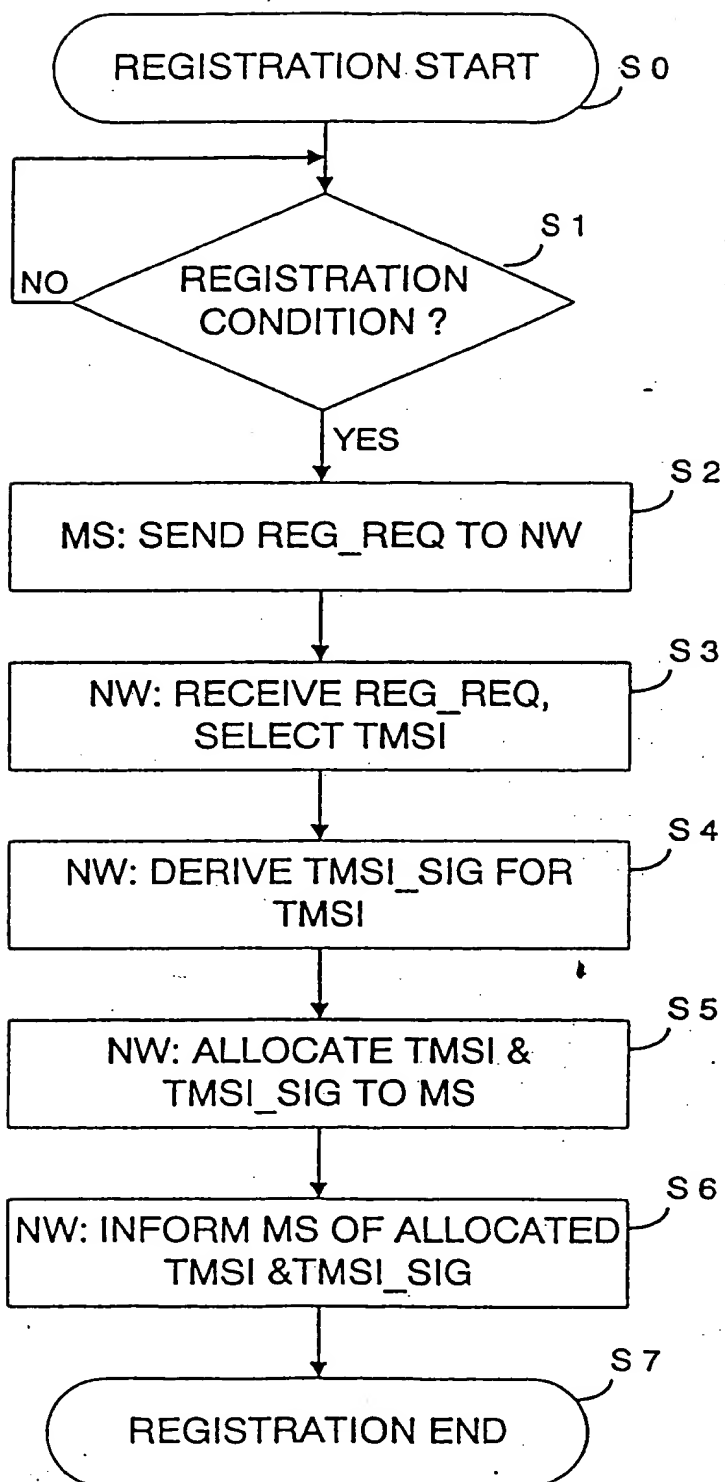 REGISTRATION START
S 0
S 1
REGISTRATION
CONDITION ?
NO
YES
S 2
MS: SEND REG_REQ TO NW
S 3
NW: RECEIVE REG_REQ,
SELECT TMSI
S 4
NW: DERIVE TMSI_SIG FOR
TMSI
S 5
NW: ALLOCATE TMSI &
TMSI_SIG TO MS
S 6
NW: INFORM MS OF ALLOCATED
TMSI &TMSI_SIG
S 7
REGISTRATION END